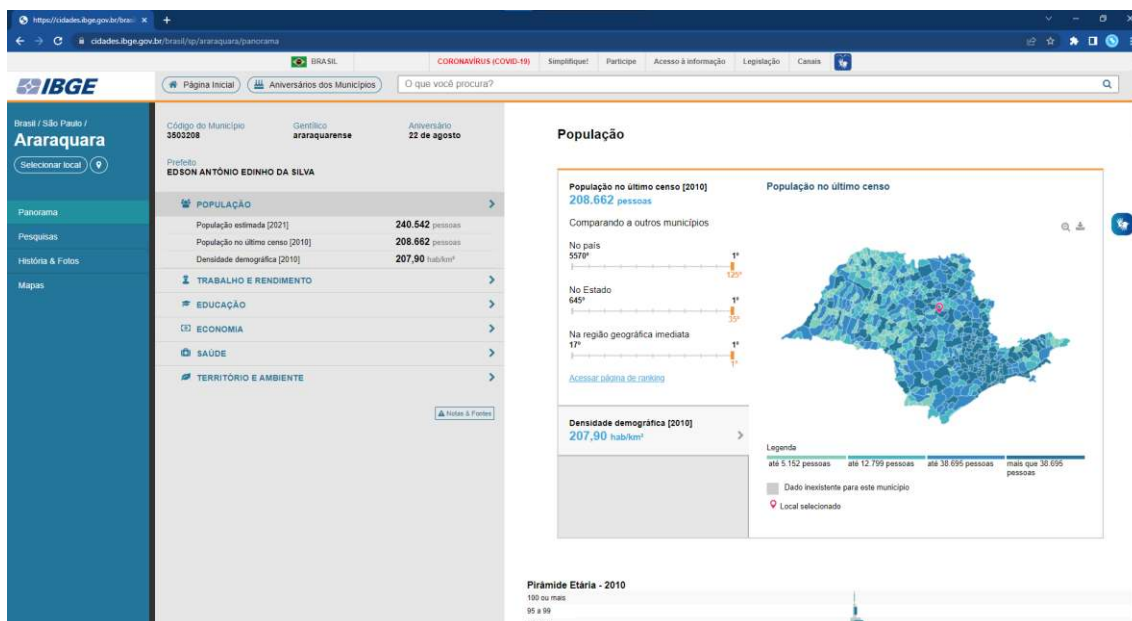 https://cidades.ibge.gov.br/brasil
cidades.ibge.gov.br/brasil/sp/araraquara/panorama
BRASIL
CORONAVÍRUS (COVID-19)
Simplifique!
Participe
Acesso à informação
Legislação
Canais
IBGE
Página Inicial
Aniversários dos Municípios
O que você procura?
Brasil / São Paulo /
Araraquara
Selecionar local
Panorama
Pesquisas
História & Fotos
Mapas
Código do Município
3503208
Gentílico
araraquarense
Aniversário
22 de agosto
Prefeito
EDSON ANTÔNIO EDINHO DA SILVA
POPULAÇÃO
População estimada [2021] 240.542 pessoas
População no último censo [2010] 208.662 pessoas
Densidade demográfica [2010] 207,90 hab/km²
TRABALHO E RENDIMENTO
EDUCAÇÃO
ECONOMIA
SAÚDE
TERRITÓRIO E AMBIENTE
Notas & Fontes
População
População no último censo [2010]
208.662 pessoas
Comparando a outros municípios
No país
5570º 1º
125º
No Estado
645º 1º
35º
Na região geográfica imediata
17º 1º
1º
Acessar página de ranking
Densidade demográfica [2010]
207,90 hab/km²
População no último censo
Legenda
até 5.152 pessoas
até 12.799 pessoas
até 38.695 pessoas
mais que 38.695
pessoas
Dado inexistente para este município
Local selecionado
Pirâmide Etária - 2010
100 ou mais
95 a 99